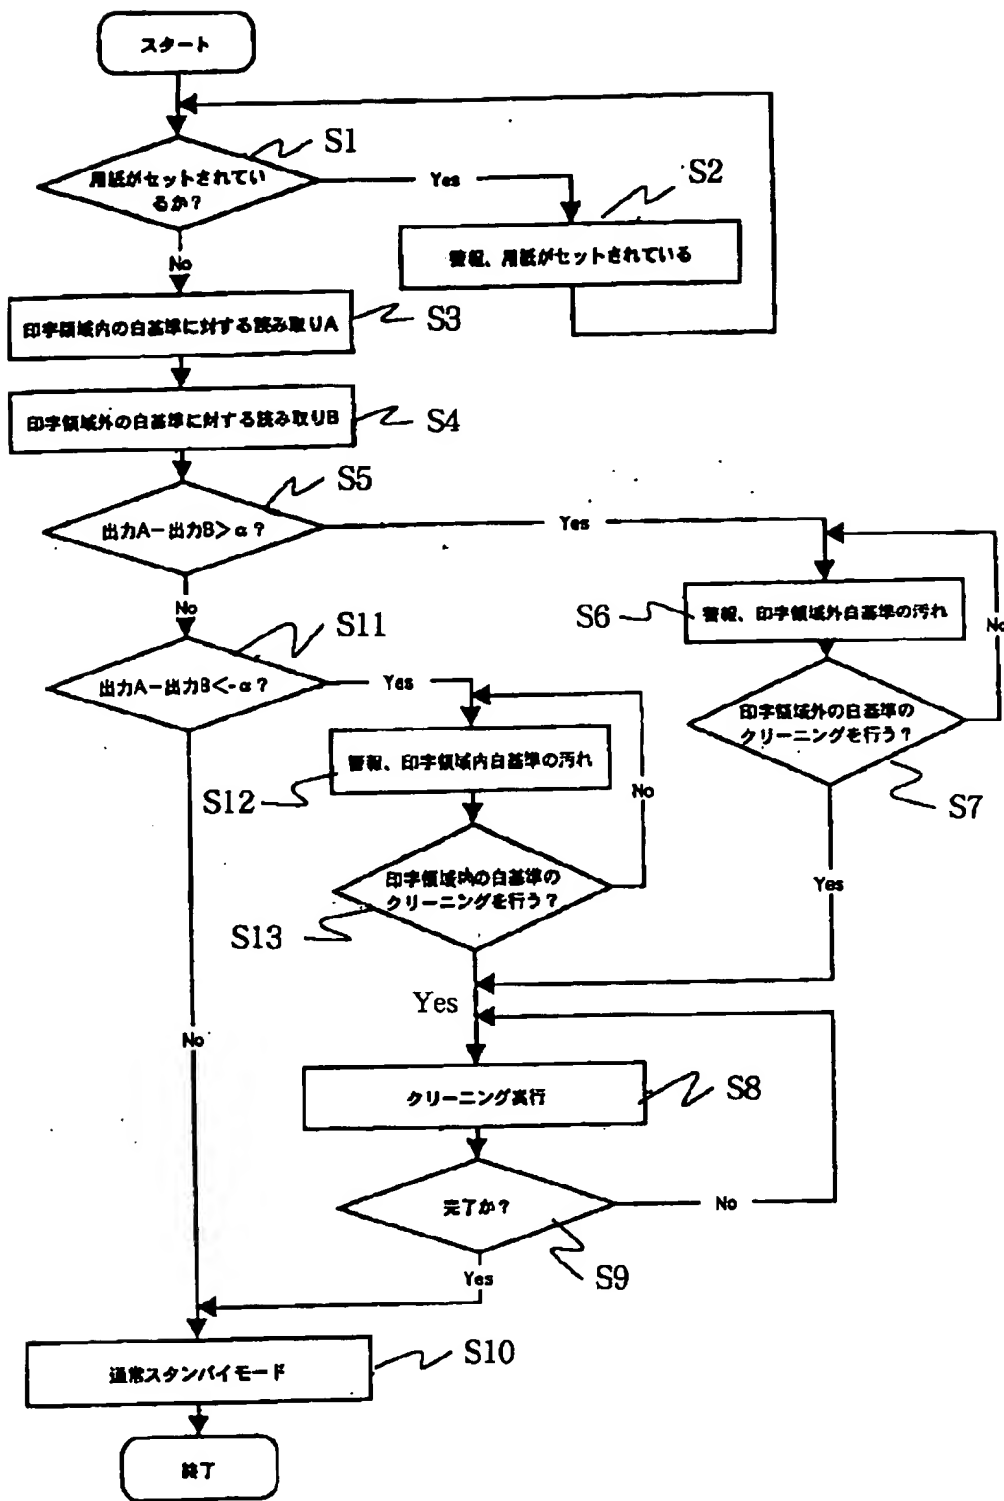 スタート
S1
用紙がセットされてい
るか？
Yes
S2
警報、用紙がセットされている
No
印字領域内の白基準に対する読み取りA
S3
印字領域外の白基準に対する読み取りB
S4
S5
出力A－出力B＞α？
Yes
No
S6
警報、印字領域外白基準の汚れ
No
S11
出力A－出力B＜-α？
Yes
印字領域外の白基準の
クリーニングを行う？
S7
警報、印字領域内白基準の汚れ
S12
No
印字領域内の白基準の
クリーニングを行う？
S13
Yes
Yes
No
クリーニング実行
S8
完了か？
No
S9
Yes
通常スタンバイモード
S10
終了